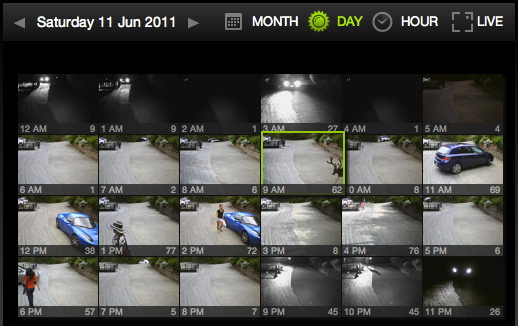 Saturday 11 Jun 2011 MONTH DAY HOUR LIVE
12 AM 9 1 AM 9 2 AM 2 3 AM 27 4 AM 1 5 AM 4
6 AM 1 7 AM 2 8 AM 6 9 AM 62 0 AM 8 11 AM 69
12 PM 38 1 PM 77 2 PM 72 3 PM 8 4 PM 76 5 PM 6
6 PM 57 7 PM 5 8 PM 7 9 PM 45 10 PM 45 11 PM 26